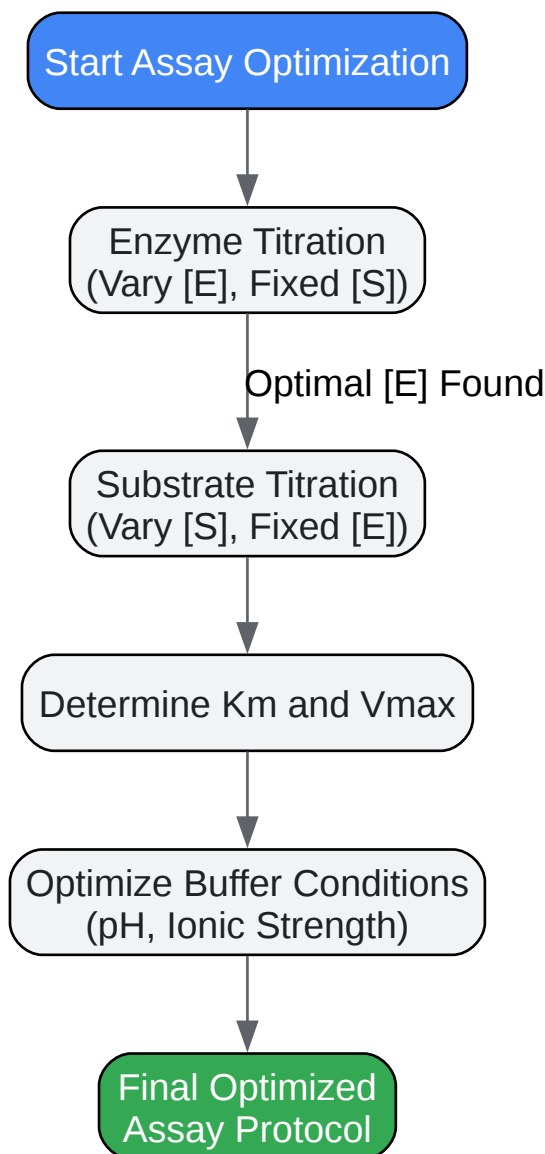 Start Assay Optimization
Enzyme Titration
(Vary [E], Fixed [S])
Optimal [E] Found
Substrate Titration
(Vary [S], Fixed [E])
Determine Km and Vmax
Optimize Buffer Conditions
(pH, Ionic Strength)
Final Optimized
Assay Protocol